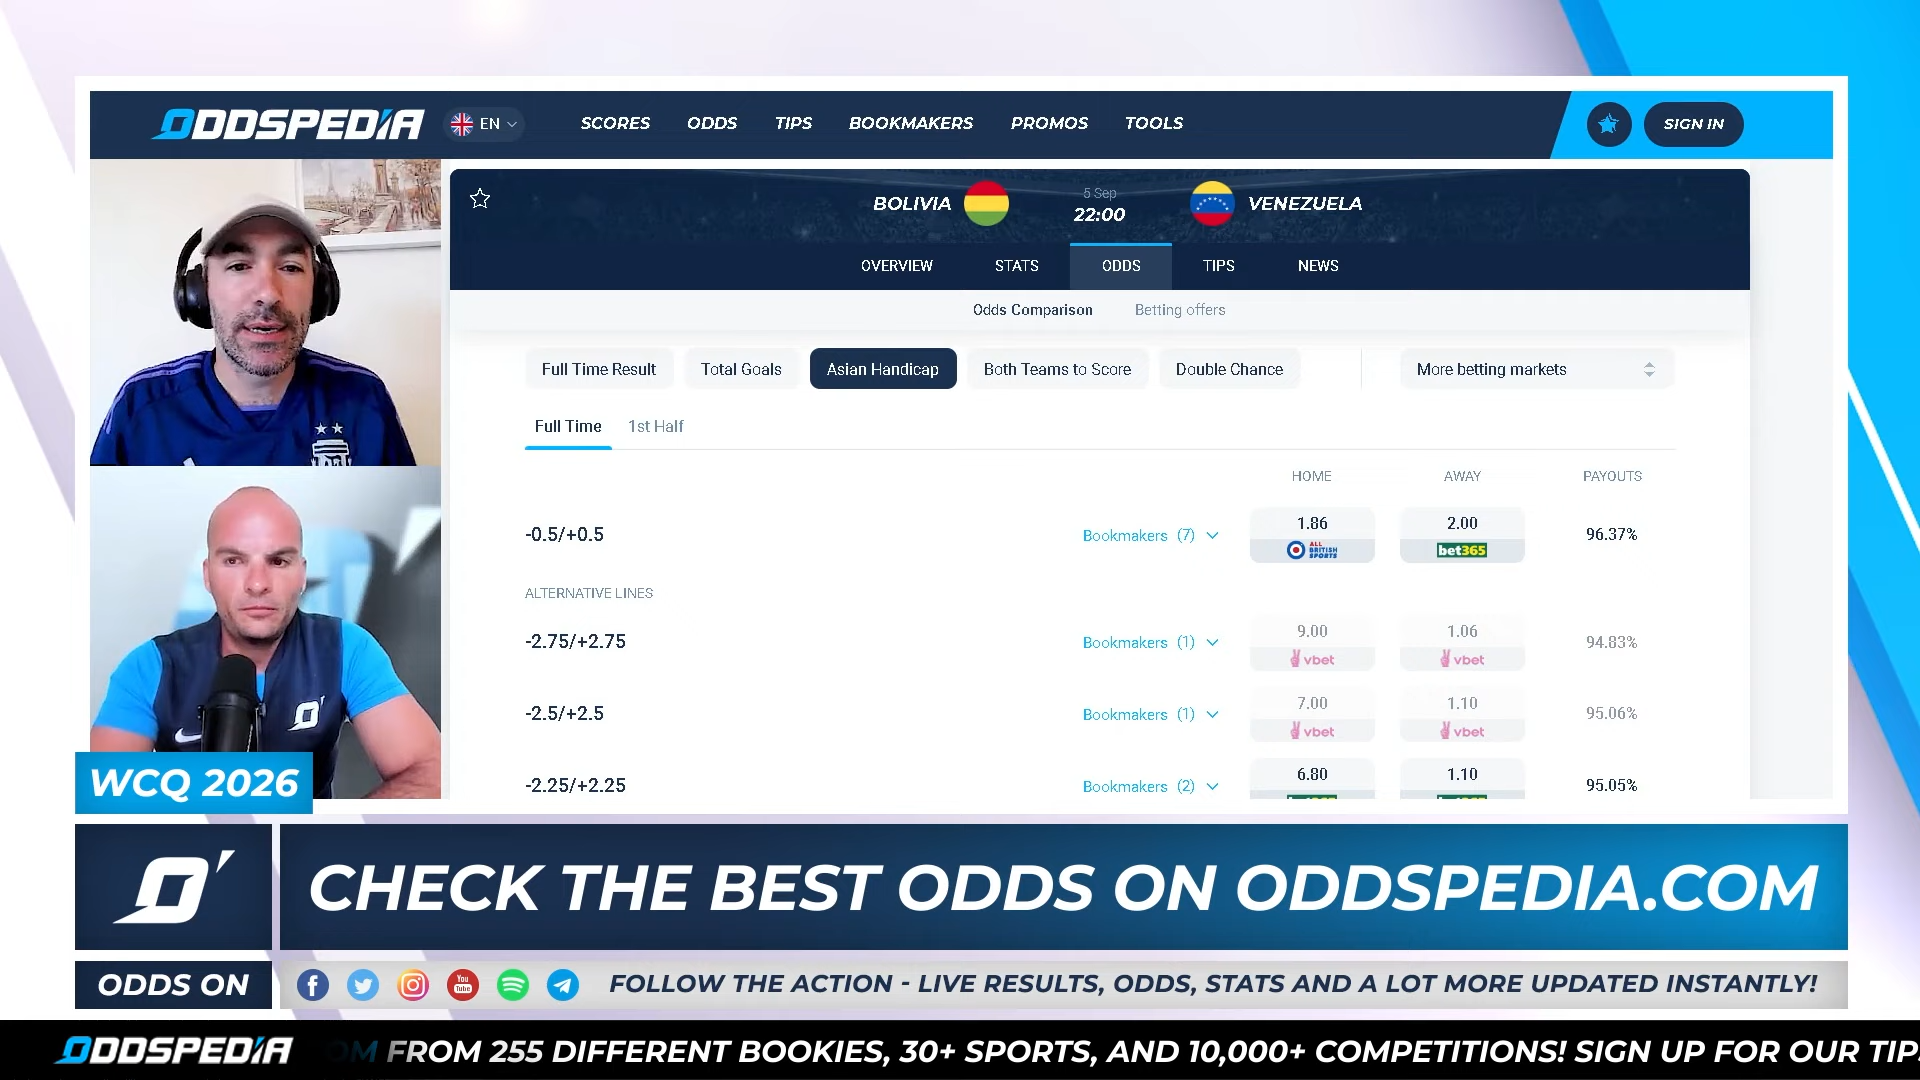 ODDSPEDIA
EN
SCORES ODDS TIPS BOOKMAKERS PROMOS TOOLS
SIGN IN
BOLIVIA
5 Sep
22:00
VENEZUELA
OVERVIEW STATS ODDS TIPS NEWS
Odds Comparison Betting offers
Full Time Result Total Goals Asian Handicap Both Teams to Score Double Chance More betting markets
Full Time 1st Half
HOME AWAY PAYOUTS
-0.5/+0.5 Bookmakers (7) 1.86 2.00 96.37%
ALL BRITISH SPORTS bet365
ALTERNATIVE LINES
-2.75/+2.75 Bookmakers (1) 9.00 1.06 94.83%
vbet vbet
-2.5/+2.5 Bookmakers (1) 7.00 1.10 95.06%
vbet vbet
-2.25/+2.25 Bookmakers (2) 6.80 1.10 95.05%
WCQ 2026
CHECK THE BEST ODDS ON ODDSPEDIA.COM
ODDS ON
You Tube
FOLLOW THE ACTION - LIVE RESULTS, ODDS, STATS AND A LOT MORE UPDATED INSTANTLY!
ODDSPEDIA
OM FROM 255 DIFFERENT BOOKIES, 30+ SPORTS, AND 10,000+ COMPETITIONS! SIGN UP FOR OUR TIPS